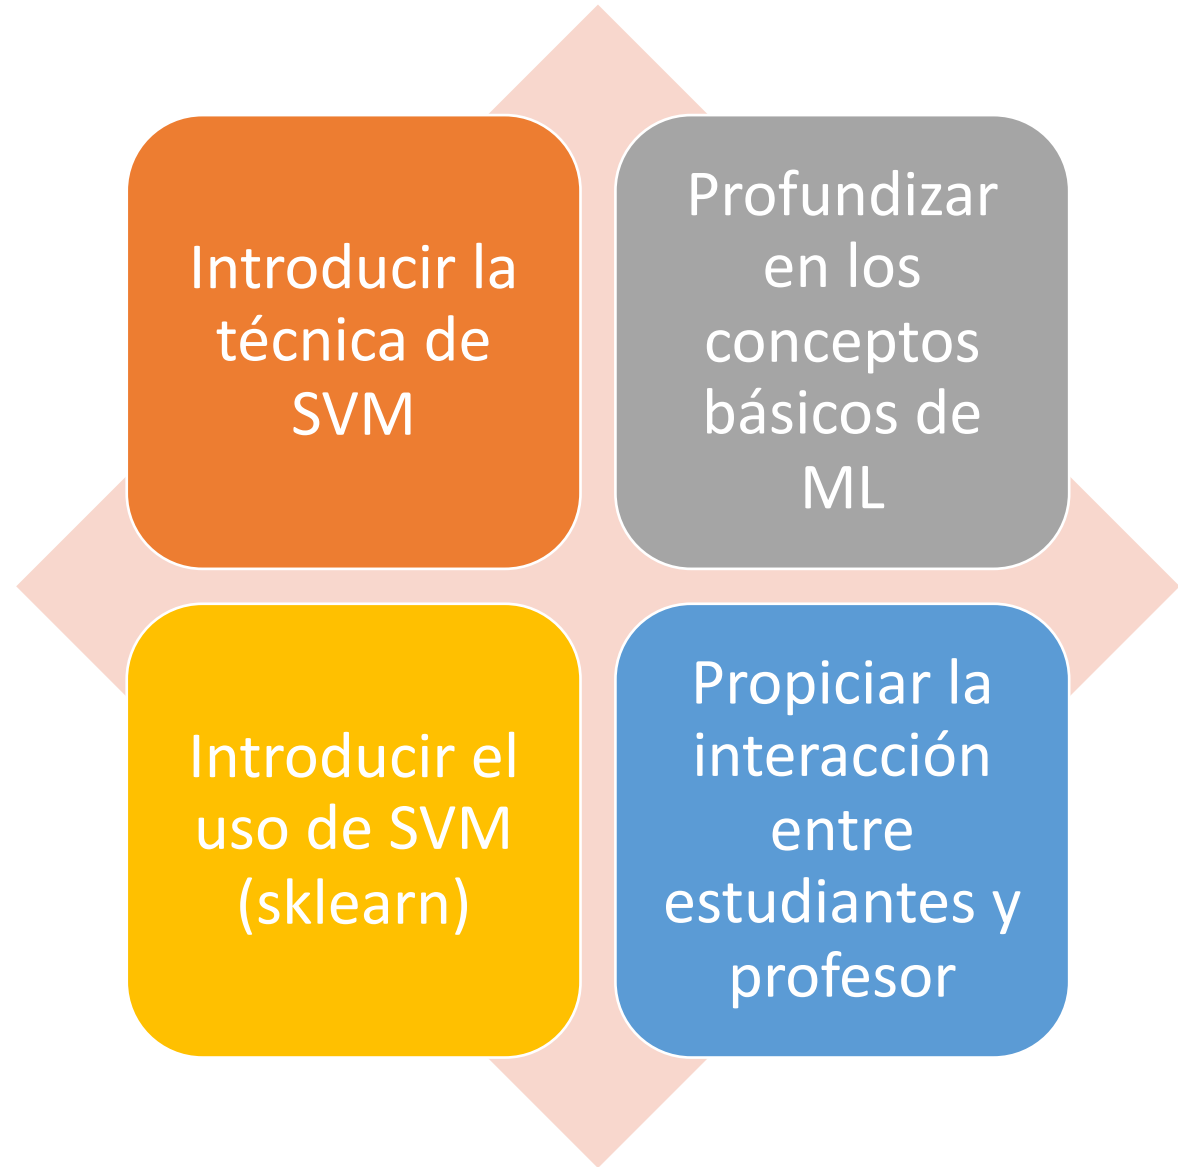 Introducir la
técnica de
SVM
Profundizar
en los
conceptos
básicos de
ML
Introducir el
uso de SVM
(sklearn)
Propiciar la
interacción
entre
estudiantes y
profesor